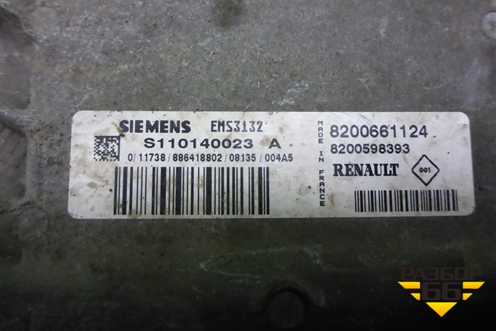 SIEMENS EMS3132
S110140023 A
0/11738/886418802/08135/004A5
MADE IN FRANCE
8200661124
8200598393
RENAULT
001
РАЗБОР
66